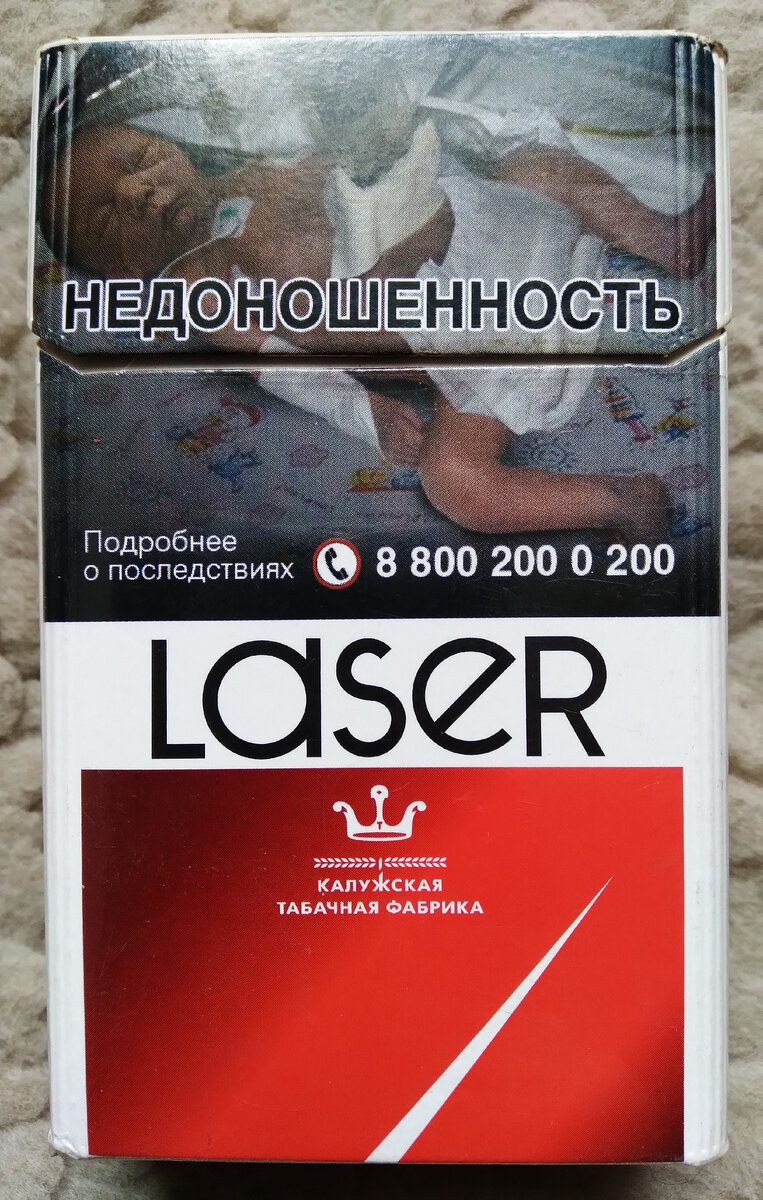 НЕДОНОШЕННОСТЬ
Подробнее
о последствиях
8 800 200 0 200
LaseR
КАЛУЖСКАЯ
ТАБАЧНАЯ ФАБРИКА